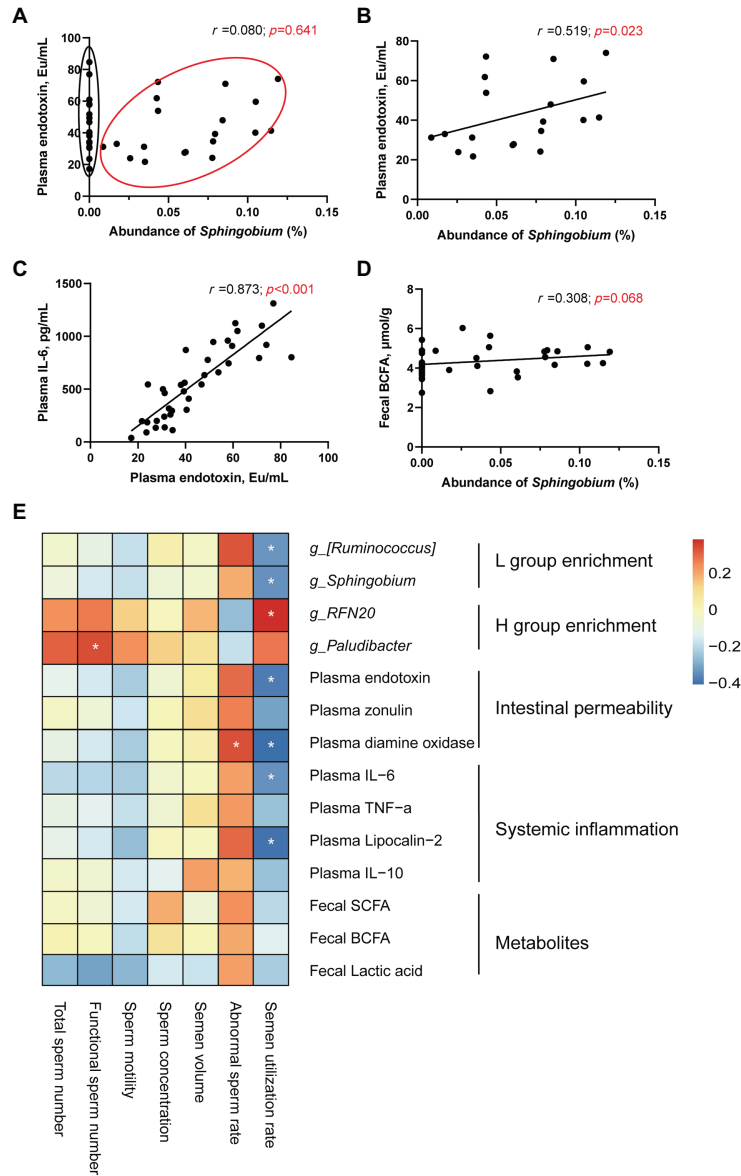 A
r =0.080; p=0.641
Plasma endotoxin, Eu/mL
100
80
60
40
20
0
0.00
0.05
0.10
0.15
Abundance of Sphingobium (%)
B
r =0.519; p=0.023
Plasma endotoxin, Eu/mL
80
60
40
20
0
0.00
0.05
0.10
0.15
Abundance of Sphingobium (%)
C
r =0.873; p<0.001
Plasma IL-6, pg/mL
1500
1000
500
0
0
20
40
60
80
100
Plasma endotoxin, Eu/mL
D
r =0.308; p=0.068
Fecal BCFA, μmol/g
8
6
4
2
0
0.00
0.05
0.10
0.15
Abundance of Sphingobium (%)
E
g_[Ruminococcus]
g_Sphingobium
g_RFN20
g_Paludibacter
Plasma endotoxin
Plasma zonulin
Plasma diamine oxidase
Plasma IL−6
Plasma TNF−a
Plasma Lipocalin−2
Plasma IL−10
Fecal SCFA
Fecal BCFA
Fecal Lactic acid
L group enrichment
H group enrichment
Intestinal permeability
Systemic inflammation
Metabolites
0.2
0
−0.2
−0.4
*
*
*
*
*
*
*
*
*
Total sperm number
Functional sperm number
Sperm motility
Sperm concentration
Semen volume
Abnormal sperm rate
Semen utilization rate